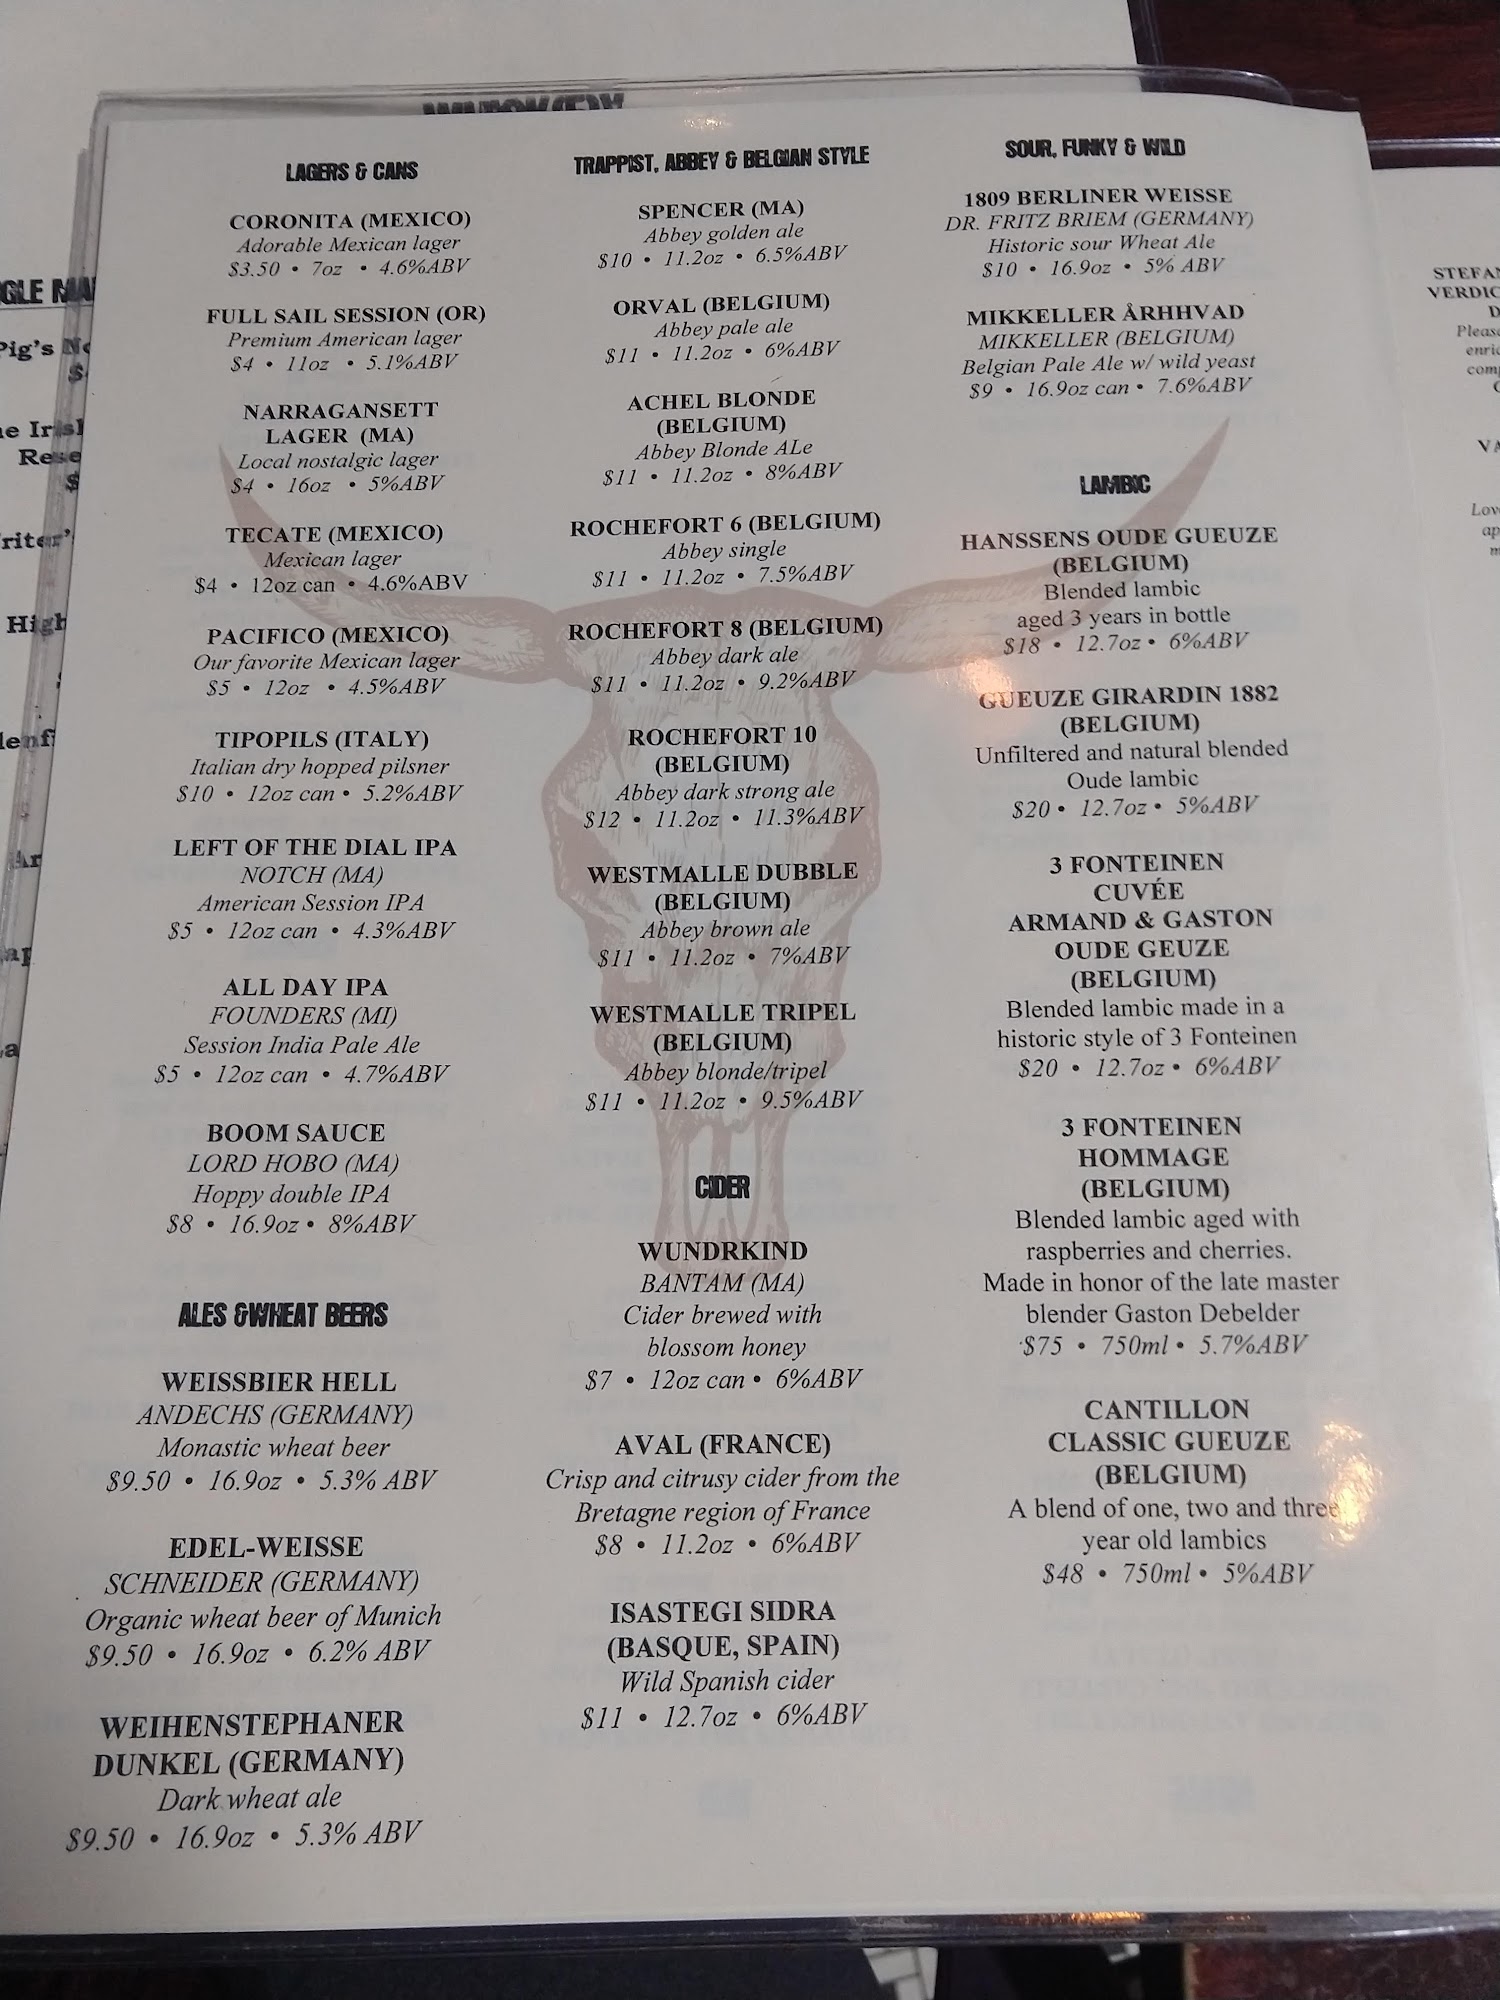 LAGERS & CANS
CORONITA (MEXICO)
Adorable Mexican lager
$3.50 • 7oz • 4.6%ABV
FULL SAIL SESSION (OR)
Premium American lager
$4 • 11oz • 5.1%ABV
NARRAGANSETT
LAGER (MA)
Local nostalgic lager
$4 • 16oz • 5%ABV
TECATE (MEXICO)
Mexican lager
$4 • 12oz can • 4.6%ABV
PACIFICO (MEXICO)
Our favorite Mexican lager
$5 • 12oz • 4.5%ABV
TIPOPILS (ITALY)
Italian dry hopped pilsner
$10 • 12oz can • 5.2%ABV
LEFT OF THE DIAL IPA
NOTCH (MA)
American Session IPA
$5 • 12oz can • 4.3%ABV
ALL DAY IPA
FOUNDERS (MI)
Session India Pale Ale
$5 • 12oz can • 4.7%ABV
BOOM SAUCE
LORD HOBO (MA)
Hoppy double IPA
$8 • 16.9oz • 8%ABV
ALES &WHEAT BEERS
WEISSBIER HELL
ANDECHS (GERMANY)
Monastic wheat beer
$9.50 • 16.9oz • 5.3% ABV
EDEL-WEISSE
SCHNEIDER (GERMANY)
Organic wheat beer of Munich
$9.50 • 16.9oz • 6.2% ABV
WEIHENSTEPHANER
DUNKEL (GERMANY)
Dark wheat ale
$9.50 • 16.9oz • 5.3% ABV
TRAPPIST, ABBEY & BELGIAN STYLE
SPENCER (MA)
Abbey golden ale
$10 • 11.2oz • 6.5%ABV
ORVAL (BELGIUM)
Abbey pale ale
$11 • 11.2oz • 6%ABV
ACHEL BLONDE
(BELGIUM)
Abbey Blonde ALe
$11 • 11.2oz • 8%ABV
ROCHEFORT 6 (BELGIUM)
Abbey single
$11 • 11.2oz • 7.5%ABV
ROCHEFORT 8 (BELGIUM)
Abbey dark ale
$11 • 11.2oz • 9.2%ABV
ROCHEFORT 10
(BELGIUM)
Abbey dark strong ale
$12 • 11.2oz • 11.3%ABV
WESTMALLE DUBBLE
(BELGIUM)
Abbey brown ale
$11 • 11.2oz • 7%ABV
WESTMALLE TRIPEL
(BELGIUM)
Abbey blonde/tripel
$11 • 11.2oz • 9.5%ABV
CIDER
WUNDRKIND
BANTAM (MA)
Cider brewed with
blossom honey
$7 • 12oz can • 6%ABV
AVAL (FRANCE)
Crisp and citrusy cider from the
Bretagne region of France
$8 • 11.2oz • 6%ABV
ISASTEGI SIDRA
(BASQUE, SPAIN)
Wild Spanish cider
$11 • 12.7oz • 6%ABV
SOUR, FUNKY & WILD
1809 BERLINER WEISSE
DR. FRITZ BRIEM (GERMANY)
Historic sour Wheat Ale
$10 • 16.9oz • 5% ABV
MIKKELLER ÅRHHVAD
MIKKELLER (BELGIUM)
Belgian Pale Ale w/ wild yeast
$9 • 16.9oz can • 7.6%ABV
LAMBIC
HANSSENS OUDE GUEUZE
(BELGIUM)
Blended lambic
aged 3 years in bottle
$18 • 12.7oz • 6%ABV
GUEUZE GIRARDIN 1882
(BELGIUM)
Unfiltered and natural blended
Oude lambic
$20 • 12.7oz • 5%ABV
3 FONTEINEN
CUVÉE
ARMAND & GASTON
OUDE GEUZE
(BELGIUM)
Blended lambic made in a
historic style of 3 Fonteinen
$20 • 12.7oz • 6%ABV
3 FONTEINEN
HOMMAGE
(BELGIUM)
Blended lambic aged with
raspberries and cherries.
Made in honor of the late master
blender Gaston Debelder
$75 • 750ml • 5.7%ABV
CANTILLON
CLASSIC GUEUZE
(BELGIUM)
A blend of one, two and three
year old lambics
$48 • 750ml • 5%ABV